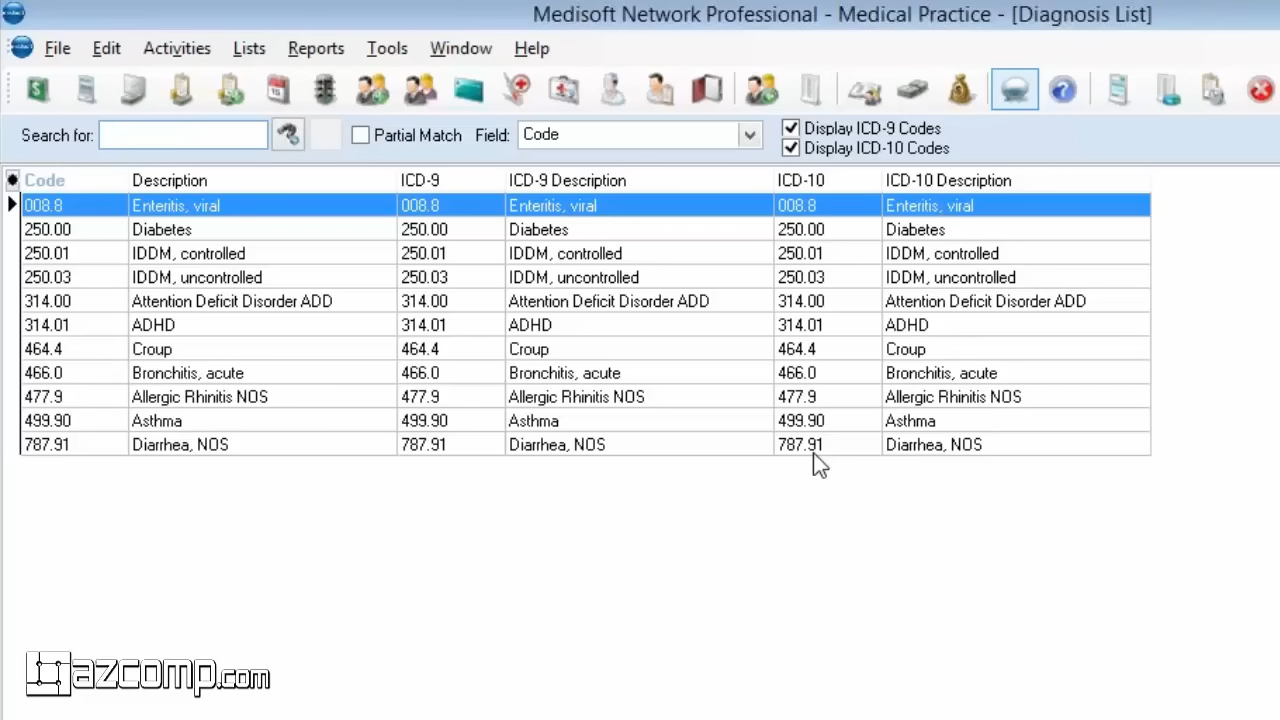 Medisoft Network Professional - Medical Practice - [Diagnosis List]
File Edit Activities Lists Reports Tools Window Help
Search for: Partial Match Field: Code Display ICD-9 Codes
Display ICD-10 Codes
Code Description ICD-9 ICD-9 Description ICD-10 ICD-10 Description
008.8 Enteritis, viral 008.8 Enteritis, viral 008.8 Enteritis, viral
250.00 Diabetes 250.00 Diabetes 250.00 Diabetes
250.01 IDDM, controlled 250.01 IDDM, controlled 250.01 IDDM, controlled
250.03 IDDM, uncontrolled 250.03 IDDM, uncontrolled 250.03 IDDM, uncontrolled
314.00 Attention Deficit Disorder ADD 314.00 Attention Deficit Disorder ADD 314.00 Attention Deficit Disorder ADD
314.01 ADHD 314.01 ADHD 314.01 ADHD
464.4 Croup 464.4 Croup 464.4 Croup
466.0 Bronchitis, acute 466.0 Bronchitis, acute 466.0 Bronchitis, acute
477.9 Allergic Rhinitis NOS 477.9 Allergic Rhinitis NOS 477.9 Allergic Rhinitis NOS
499.90 Asthma 499.90 Asthma 499.90 Asthma
787.91 Diarrhea, NOS 787.91 Diarrhea, NOS 787.91 Diarrhea, NOS
azcomp.com